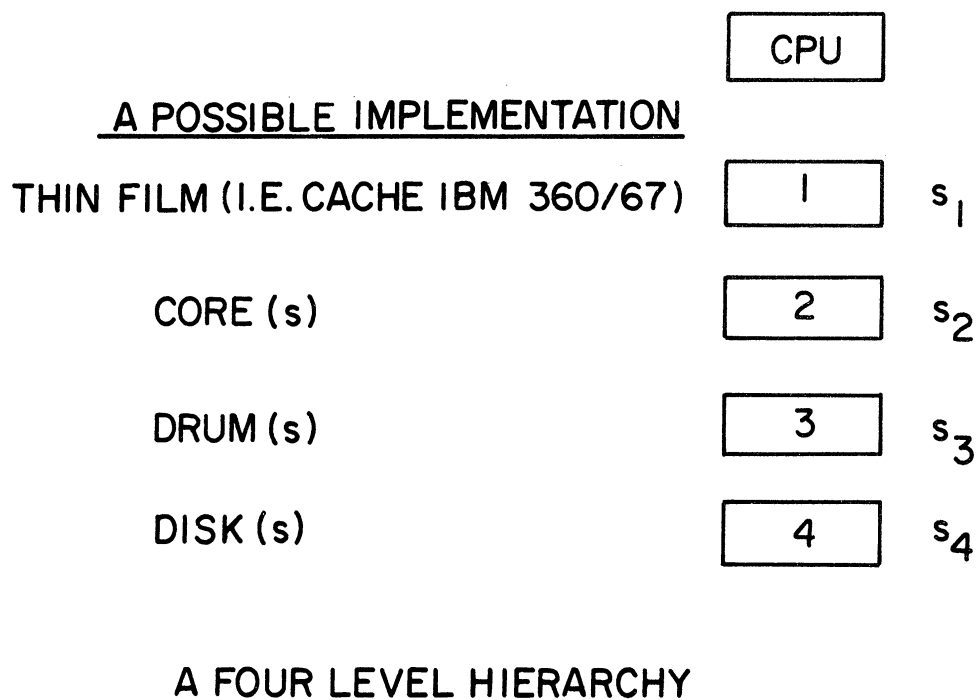 CPU
A POSSIBLE IMPLEMENTATION
THIN FILM (I.E. CACHE IBM 360/67) 1 s1
CORE (s) 2 s2
DRUM (s) 3 s3
DISK (s) 4 s4
A FOUR LEVEL HIERARCHY